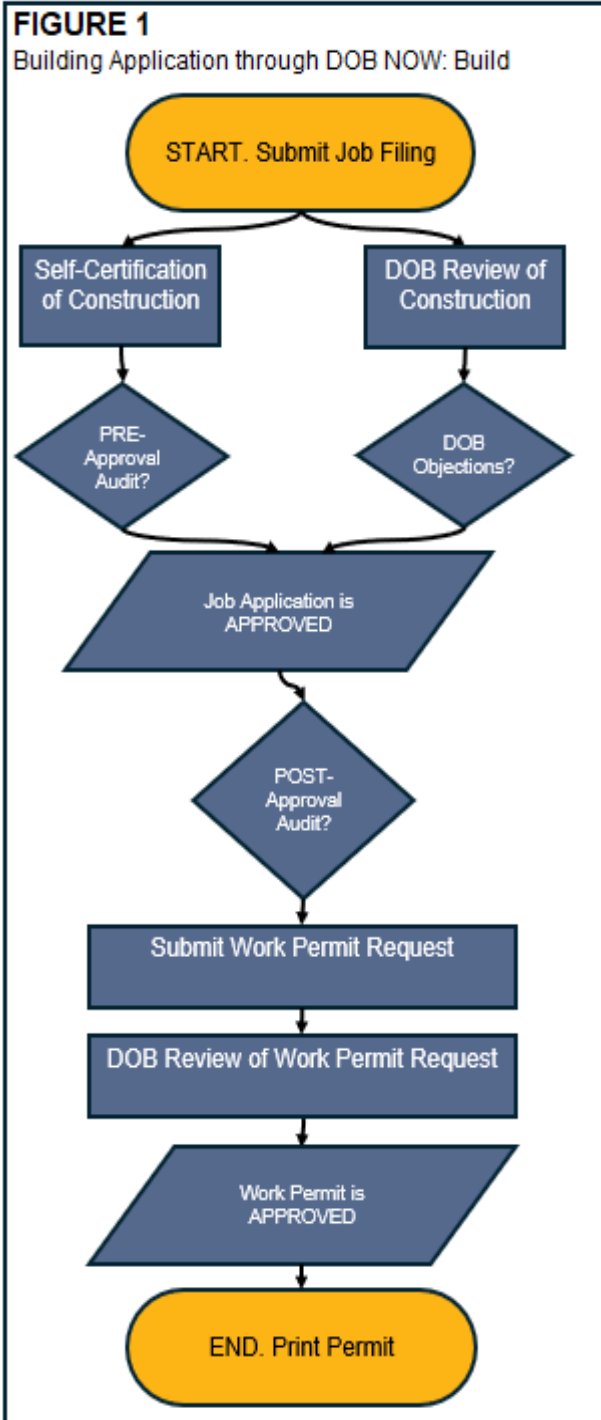 FIGURE 1
Building Application through DOB NOW: Build
START. Submit Job Filing
Self-Certification
of Construction
DOB Review of
Construction
PRE-
Approval
Audit?
DOB
Objections?
Job Application is
APPROVED
POST-
Approval
Audit?
Submit Work Permit Request
DOB Review of Work Permit Request
Work Permit is
APPROVED
END. Print Permit